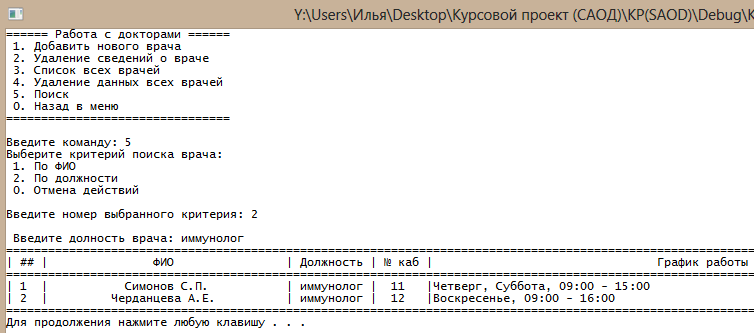 Y:\Users\Илья\Desktop\Курсовой проект (САОД)\KP(SAOD)\Debug\K
====== Работа с докторами ======
1. Добавить нового врача
2. Удаление сведений о враче
3. Список всех врачей
4. Удаление данных всех врачей
5. Поиск
0. Назад в меню
================================
Введите команду: 5
Выберите критерий поиска врача:
1. По ФИО
2. По должности
0. Отмена действий
Введите номер выбранного критерия: 2
Введите долность врача: иммунолог
| ## | ФИО | Должность | № каб | График работы
| 1 | Симонов С.П. | иммунолог | 11 |Четверг, Суббота, 09:00 - 15:00
| 2 | Черданцева А.Е. | иммунолог | 12 |Воскресенье, 09:00 - 16:00
Для продолжения нажмите любую клавишу . . .